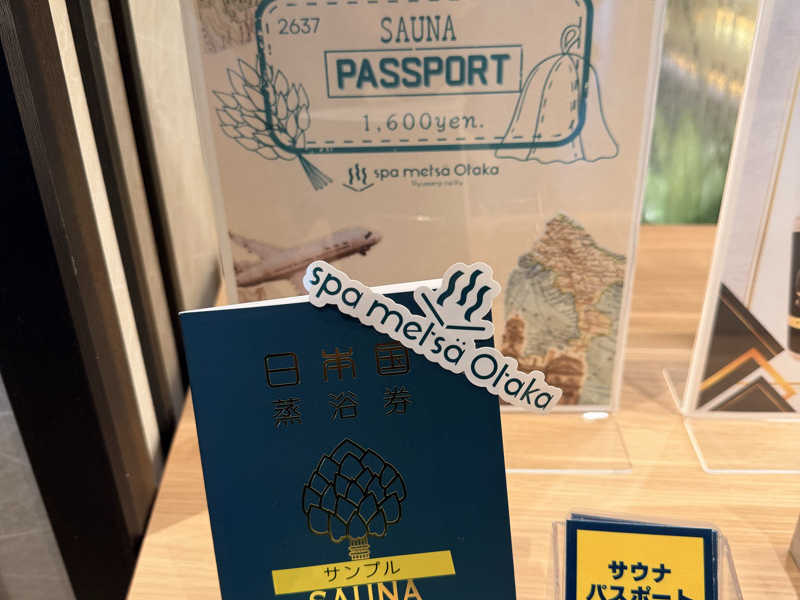 2637
SAUNA
PASSPORT
1,600yen.
spa metsä Otaka
spa metsä Otaka
日本国
蒸浴券
サンプル
SAUNA
サウナ
パスポート